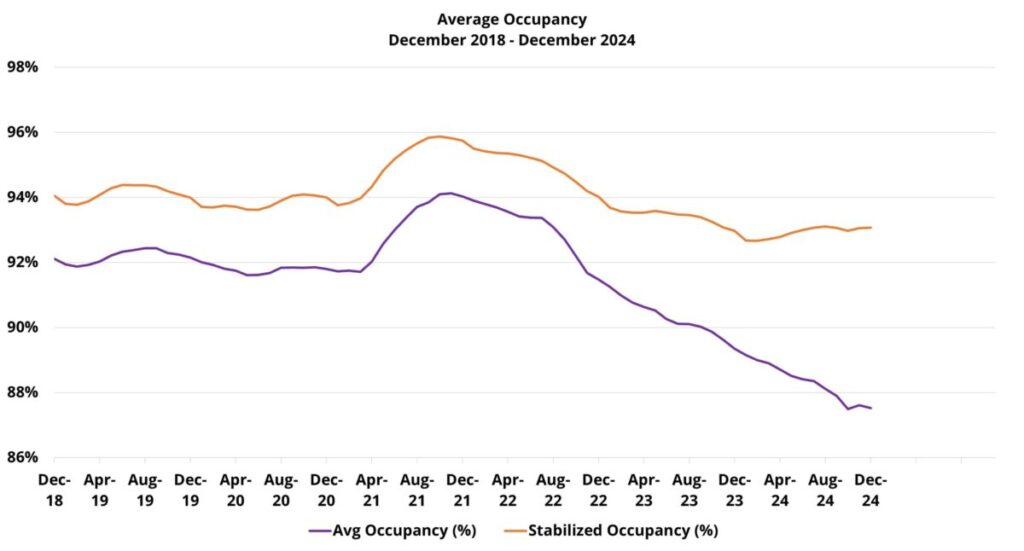 Average Occupancy
December 2018 - December 2024
98%
96%
94%
92%
90%
88%
86%
Dec- Apr- Aug- Dec- Apr- Aug- Dec- Apr- Aug- Dec- Apr- Aug- Dec- Apr- Aug- Dec- Apr- Aug- Dec-
18 19 19 19 20 20 20 21 21 21 22 22 22 23 23 23 24 24 24
Avg Occupancy (%) Stabilized Occupancy (%)